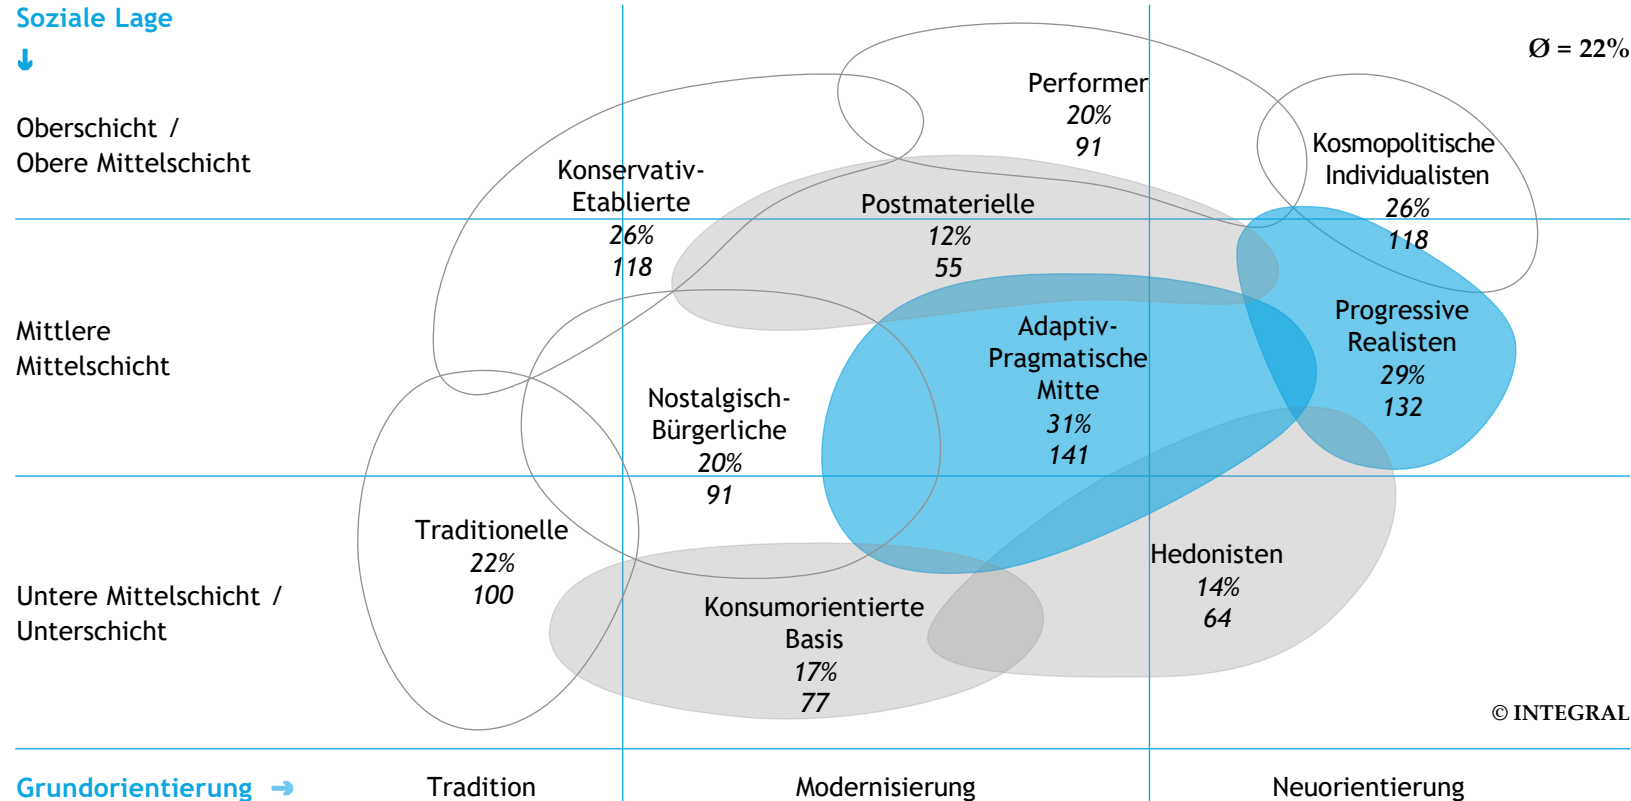 Soziale Lage
Ø = 22%
Oberschicht /
Obere Mittelschicht
Mittlere
Mittelschicht
Untere Mittelschicht /
Unterschicht
Konservativ-
Etablierte
26%
118
Performer
20%
91
Kosmopolitische
Individualisten
26%
118
Postmaterielle
12%
55
Adaptiv-
Pragmatische
Mitte
31%
141
Progressive
Realisten
29%
132
Nostalgisch-
Bürgerliche
20%
91
Traditionelle
22%
100
Konsumorientierte
Basis
17%
77
Hedonisten
14%
64
© INTEGRAL
Grundorientierung
Tradition
Modernisierung
Neuorientierung